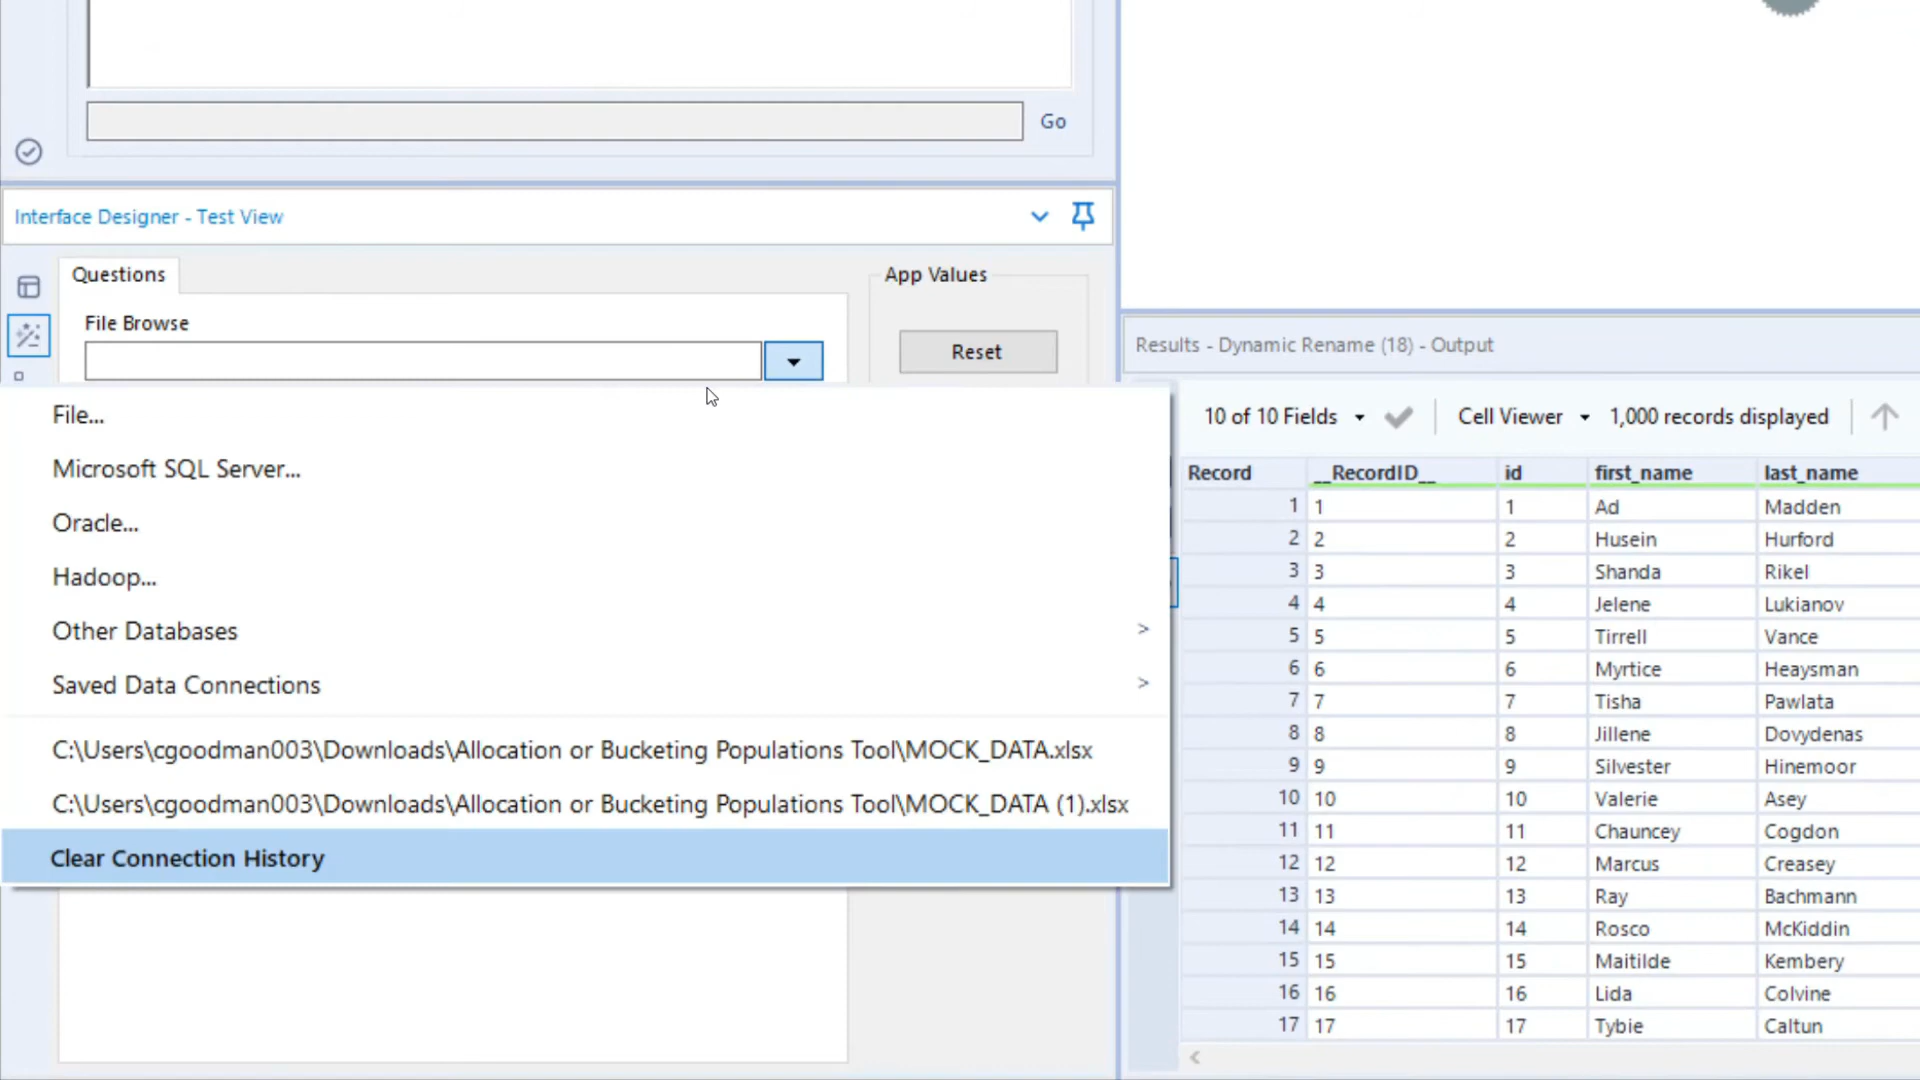 Go
Interface Designer - Test View
Questions
App Values
File Browse
Reset
File...
Microsoft SQL Server...
Oracle...
Hadoop...
Other Databases >
Saved Data Connections >
C:\Users\cgoodman003\Downloads\Allocation or Bucketing Populations Tool\MOCK_DATA.xlsx
C:\Users\cgoodman003\Downloads\Allocation or Bucketing Populations Tool\MOCK_DATA (1).xlsx
Clear Connection History
Results - Dynamic Rename (18) - Output
10 of 10 Fields Cell Viewer 1,000 records displayed
Record __RecordID__ id first_name last_name
1 1 1 Ad Madden
2 2 2 Husein Hurford
3 3 3 Shanda Rikel
4 4 4 Jelene Lukianov
5 5 5 Tirrell Vance
6 6 6 Myrtice Heaysman
7 7 7 Tisha Pawlata
8 8 8 Jillene Dovydenas
9 9 9 Silvester Hinemoor
10 10 10 Valerie Asey
11 11 11 Chauncey Cogdon
12 12 12 Marcus Creasey
13 13 13 Ray Bachmann
14 14 14 Rosco McKiddin
15 15 15 Maitilde Kembery
16 16 16 Lida Colvine
17 17 17 Tybie Caltun